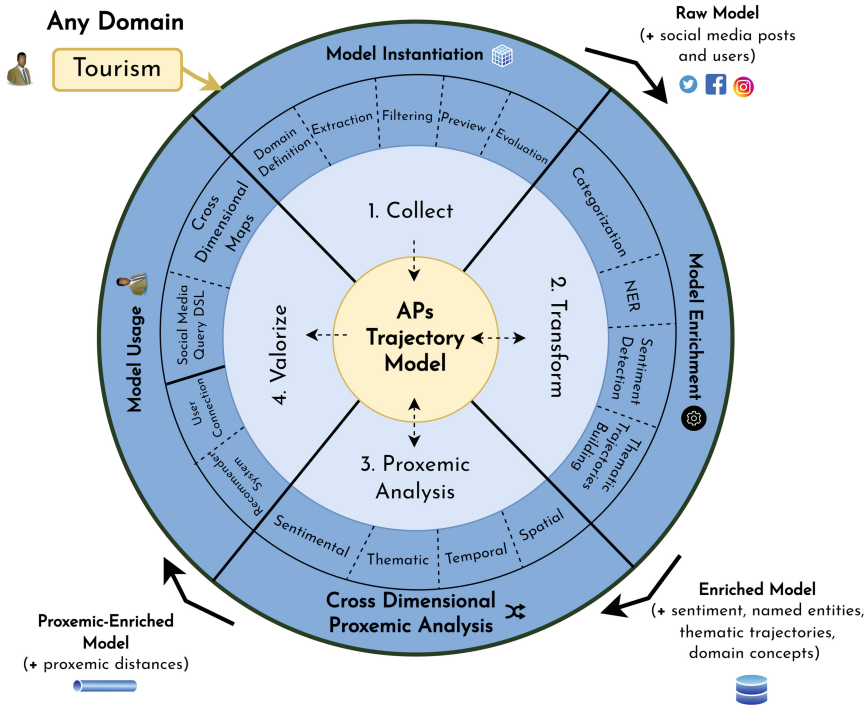 Any Domain
Tourism
Raw Model
(+ social media posts
and users)
Model Instantiation
Domain
Definition
Extraction
Filtering
Preview
Evaluation
1. Collect
Model Enrichment
Categorization
NER
Sentiment
Detection
Thematic
Trajectories
Building
2. Transform
APs
Trajectory
Model
Enriched Model
(+ sentiment, named entities,
thematic trajectories,
domain concepts)
3. Proxemic
Analysis
Spatial
Temporal
Thematic
Sentimental
Cross Dimensional
Proxemic Analysis
Proxemic-Enriched
Model
(+ proxemic distances)
4. Valorize
Model Usage
Cross
Dimensional
Maps
Social Media
Query DSL
User
Connection
Recommender
System